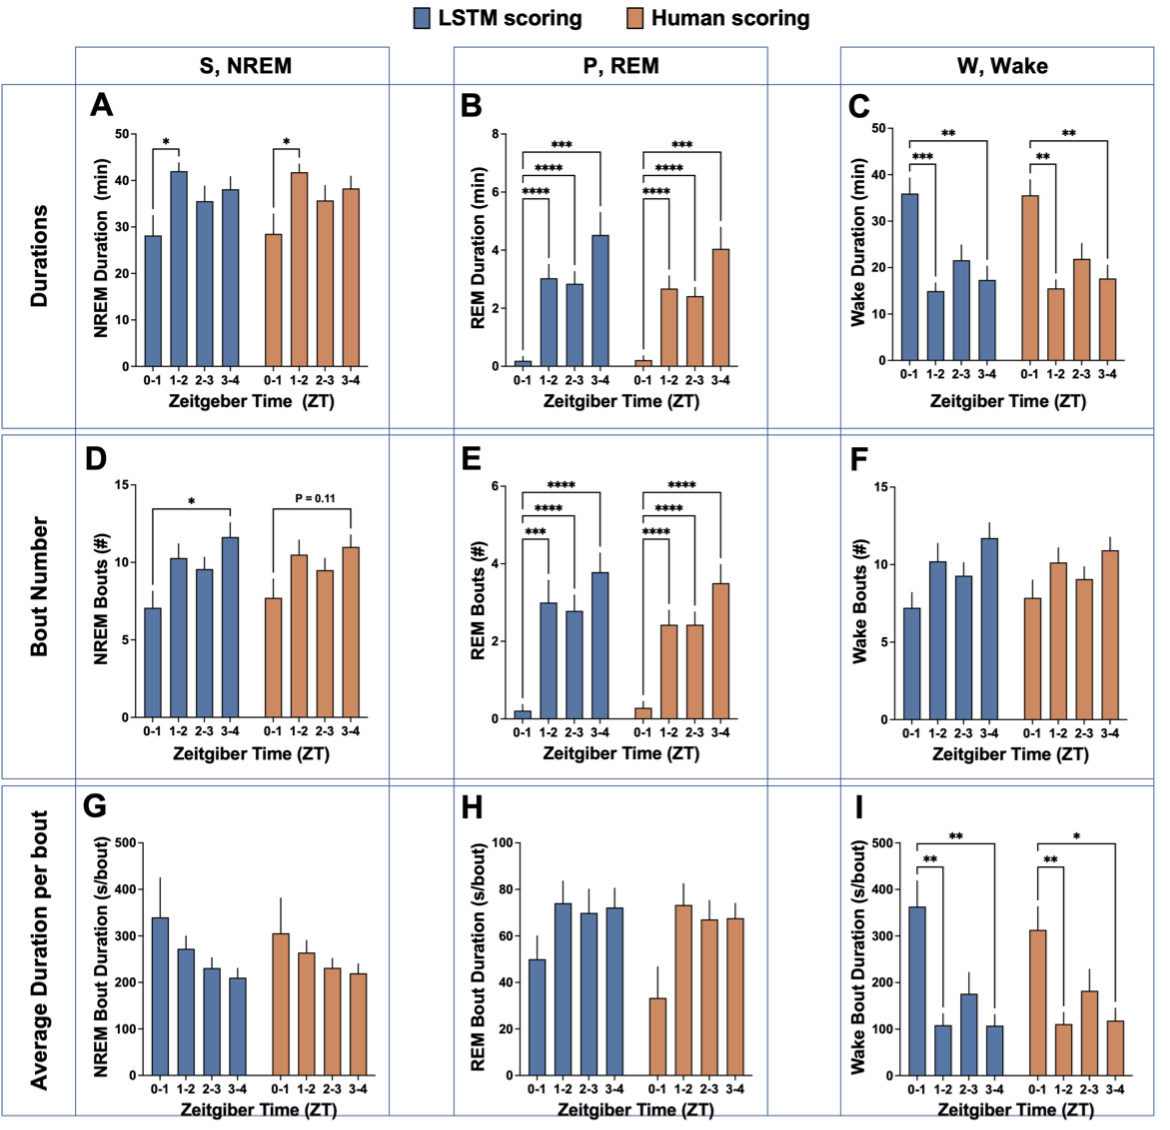 LSTM scoring Human scoring
S, NREM P, REM W, Wake
Durations
A
NREM Duration (min)
50
40
30
20
10
0
*
*
0-1 1-2 2-3 3-4 0-1 1-2 2-3 3-4
Zeitgeber Time (ZT)
B
REM Duration (min)
8
6
4
2
0
***
****
****
***
****
****
0-1 1-2 2-3 3-4 0-1 1-2 2-3 3-4
Zeitgiber Time (ZT)
C
Wake Duration (min)
50
40
30
20
10
0
**
***
**
**
0-1 1-2 2-3 3-4 0-1 1-2 2-3 3-4
Zeitgiber Time (ZT)
Bout Number
D
NREM Bouts (#)
15
10
5
0
*
P = 0.11
0-1 1-2 2-3 3-4 0-1 1-2 2-3 3-4
Zeitgiber Time (ZT)
E
REM Bouts (#)
6
4
2
0
****
****
***
****
****
****
0-1 1-2 2-3 3-4 0-1 1-2 2-3 3-4
Zeitgiber Time (ZT)
F
Wake Bouts (#)
15
10
5
0
0-1 1-2 2-3 3-4 0-1 1-2 2-3 3-4
Zeitgiber Time (ZT)
Average Duration per bout
G
NREM Bout Duration (s/bout)
500
400
300
200
100
0
0-1 1-2 2-3 3-4 0-1 1-2 2-3 3-4
Zeitgiber Time (ZT)
H
REM Bout Duration (s/bout)
100
80
60
40
20
0
0-1 1-2 2-3 3-4 0-1 1-2 2-3 3-4
Zeitgiber Time (ZT)
I
Wake Bout Duration (s/bout)
500
400
300
200
100
0
**
**
*
**
0-1 1-2 2-3 3-4 0-1 1-2 2-3 3-4
Zeitgiber Time (ZT)